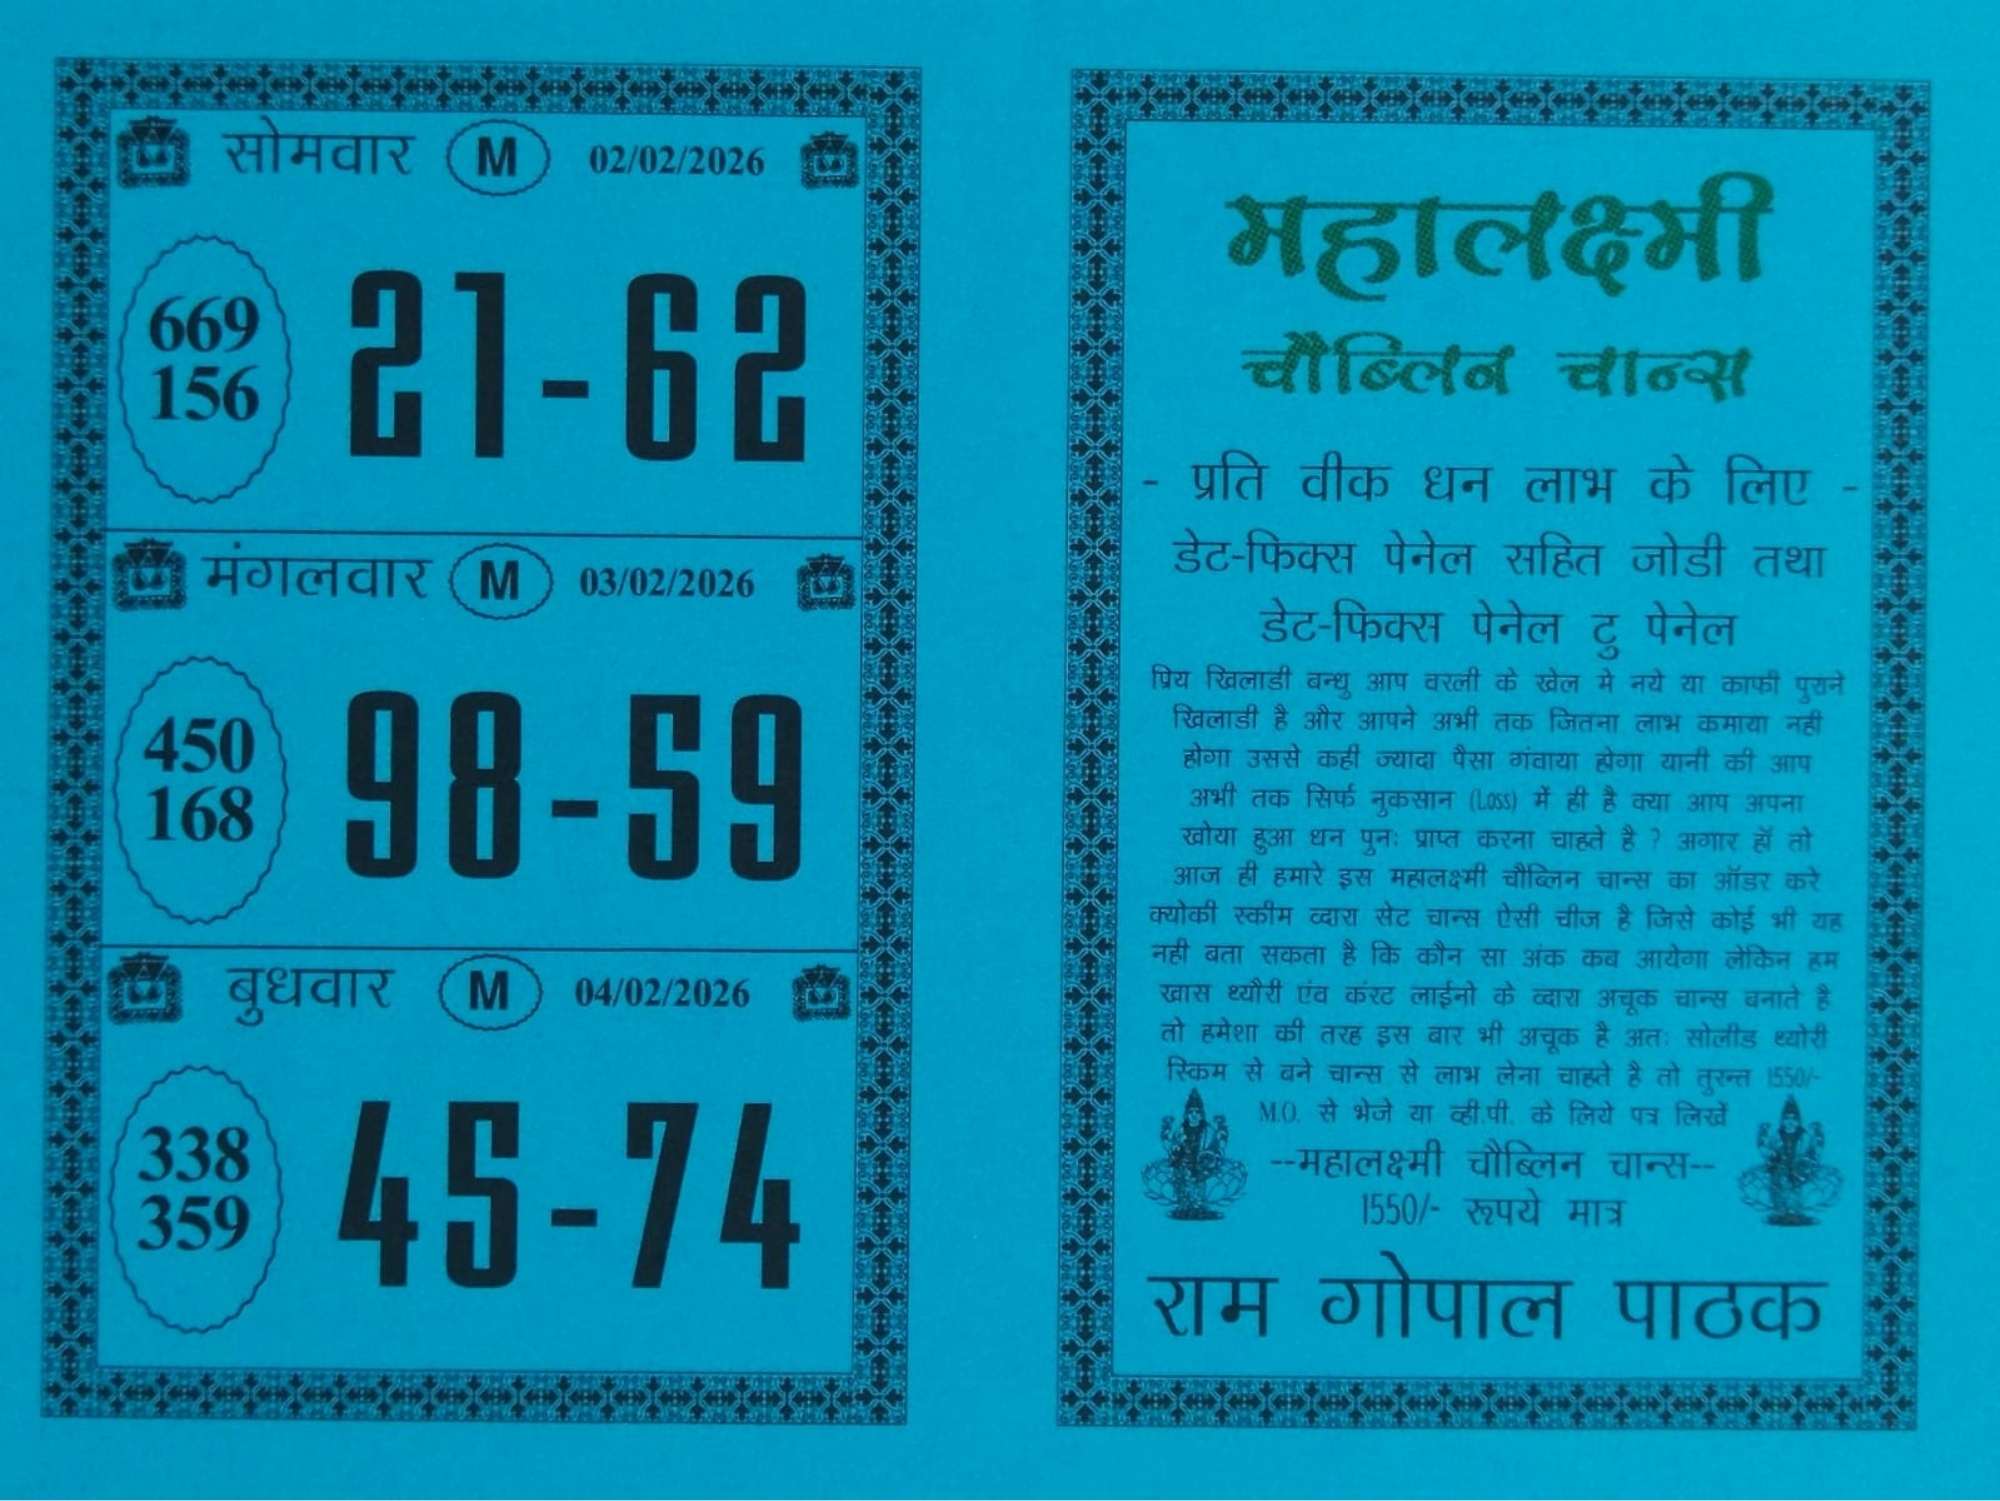 सोमवार M 02/02/2026
669
156
21-62
मंगलवार M 03/02/2026
450
168
98-59
बुधवार M 04/02/2026
338
359
45-74
महालक्ष्मी
चौब्लिन चान्स
- प्रति वीक धन लाभ के लिए -
डेट-फिक्स पेनेल सहित जोडी तथा
डेट-फिक्स पेनेल टु पेनेल
प्रिय खिलाडी बन्धु आप वरली के खेल मे नये या काफी पुराने
खिलाडी है और आपने अभी तक जितना लाभ कमाया नही
होगा उससे कही ज्यादा पैसा गंवाया होगा यानी की आप
अभी तक सिर्फ नुकसान (Loss) में ही है क्या आप अपना
खोया हुआ धन पुनः प्राप्त करना चाहते है ? अगार हॉ तो
आज ही हमारे इस महालक्ष्मी चौब्लिन चान्स का ऑडर करे
क्योकी स्कीम व्दारा सेट चान्स ऐसी चीज है जिसे कोई भी यह
नही बता सकता है कि कौन सा अंक कब आयेगा लेकिन हम
खास थ्यौरी एंव कंरट लाईनो के व्दारा अचूक चान्स बनाते है
तो हमेशा की तरह इस बार भी अचूक है अतः सोलीड थ्योरी
स्किम से बने चान्स से लाभ लेना चाहते है तो तुरन्त 1550/-
M.O. से भेजे या व्ही.पी. के लिये पत्र लिखें
--महालक्ष्मी चौब्लिन चान्स--
1550/- रूपये मात्र
राम गोपाल पाठक